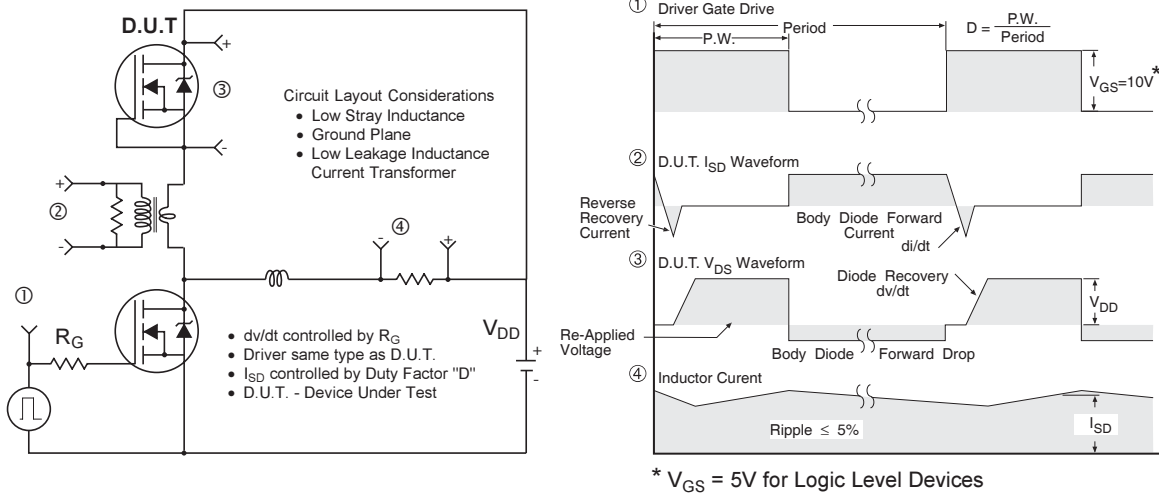 D.U.T
+
③
-
Circuit Layout Considerations
• Low Stray Inductance
• Ground Plane
• Low Leakage Inductance
Current Transformer
+
②
-
④
-
+
①
R_G
V_DD
+
-
• dv/dt controlled by R_G
• Driver same type as D.U.T.
• I_SD controlled by Duty Factor "D"
• D.U.T. - Device Under Test
① Driver Gate Drive
P.W.
Period
D = P.W. / Period
V_GS=10V *
② D.U.T. I_SD Waveform
Reverse
Recovery
Current
Body Diode Forward
Current
di/dt
③ D.U.T. V_DS Waveform
Diode Recovery
dv/dt
V_DD
Re-Applied
Voltage
Body Diode Forward Drop
④ Inductor Curent
Ripple ≤ 5%
I_SD
* V_GS = 5V for Logic Level Devices